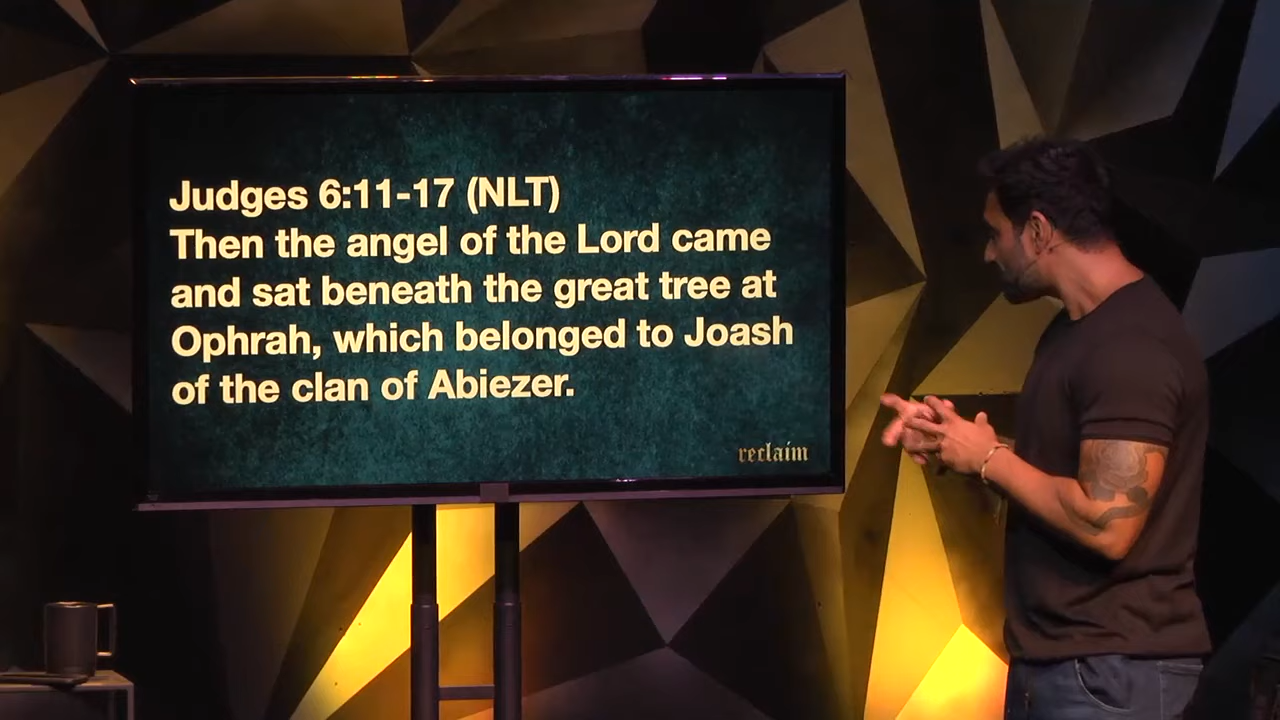 Judges 6:11-17 (NLT)
Then the angel of the Lord came
and sat beneath the great tree at
Ophrah, which belonged to Joash
of the clan of Abiezer.
reclaim